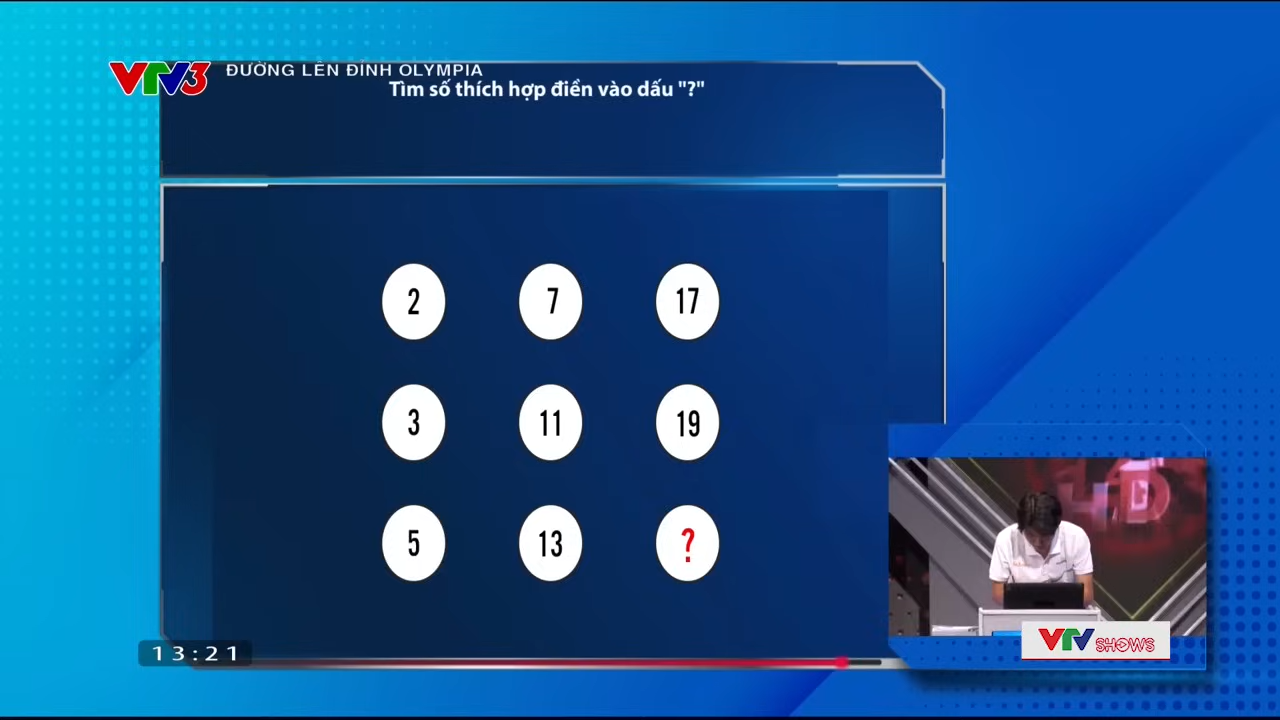 VTV3 ĐƯỜNG LÊN ĐỈNH OLYMPIA
Tìm số thích hợp điền vào dấu "?"
2 7 17
3 11 19
5 13 ?
HD
13:21
VTV SHOWS